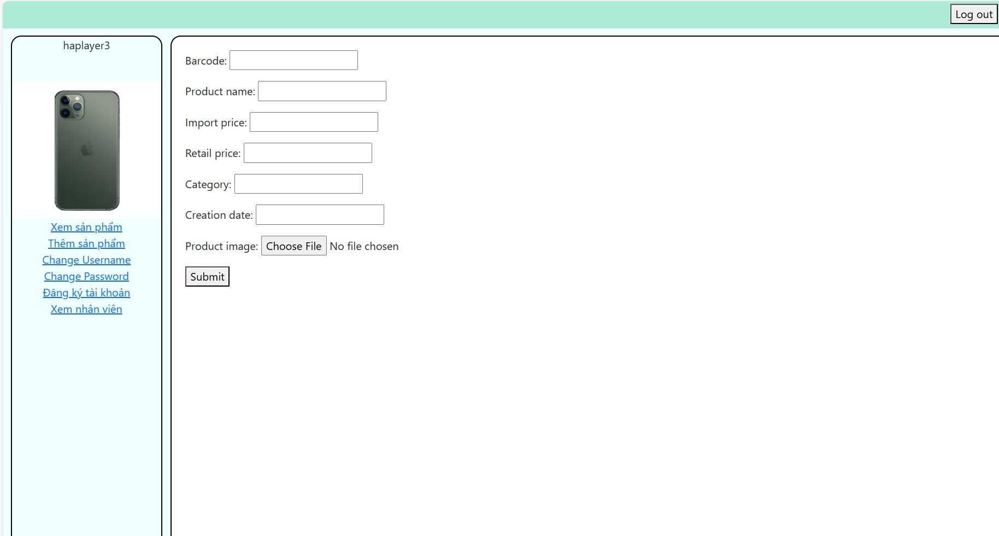 Log out
haplayer3
Xem sản phẩm
Thêm sản phẩm
Change Username
Change Password
Đăng ký tài khoản
Xem nhân viên
Barcode:
Product name:
Import price:
Retail price:
Category:
Creation date:
Product image: Choose File No file chosen
Submit